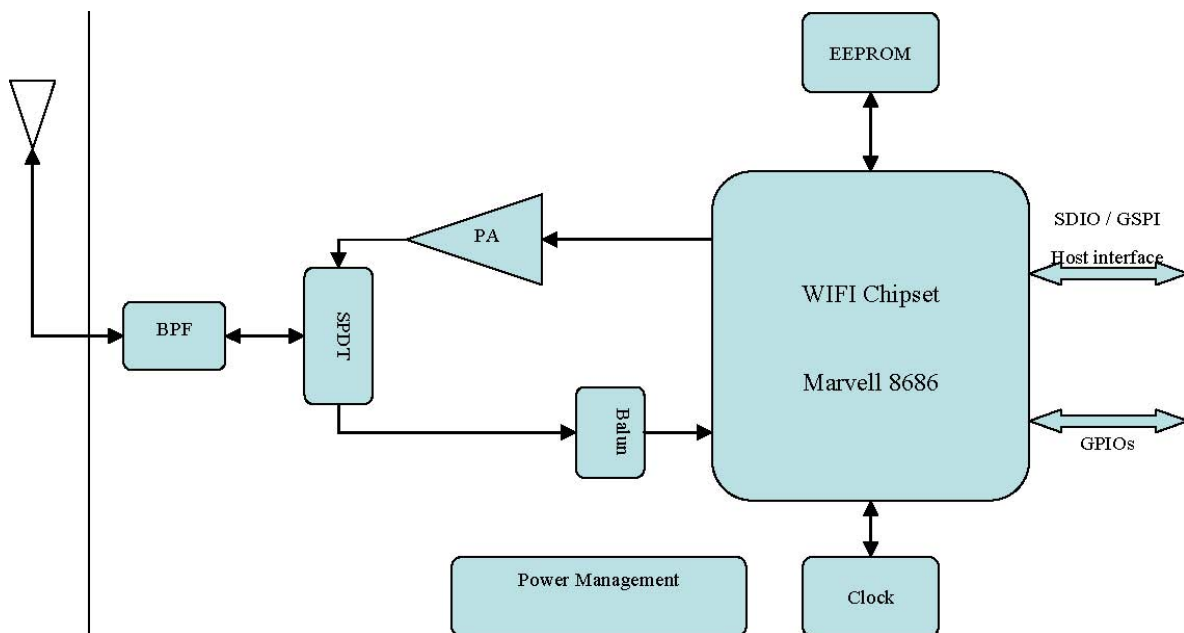 EEPROM
PA
SDIO / GSPI
Host interface
WIFI Chipset
Marvell 8686
BPF
SPDT
Balun
GPIOs
Power Management
Clock